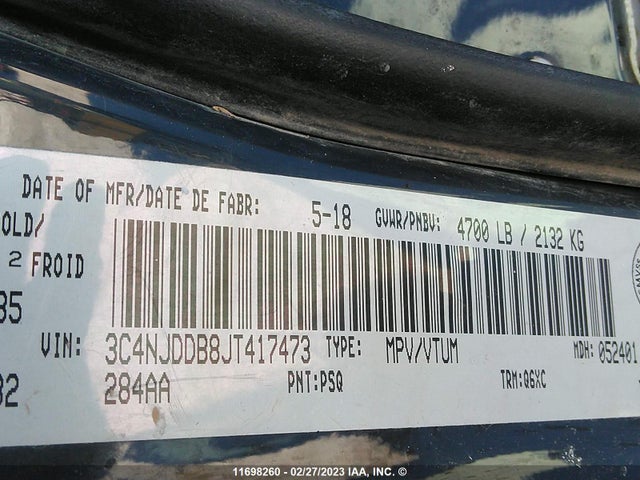 DATE OF MFR/DATE DE FABR: 5-18 GVWR/PNBV: 4700 LB / 2132 KG
OLD/
2 FROID
85
VIN: 3C4NJDDB8JT417473 TYPE: MPV/VTUM MDH: 052401
32
284AA PNT:PSQ TRM:Q6XC
11698260 - 02/27/2023 IAA, INC. ©